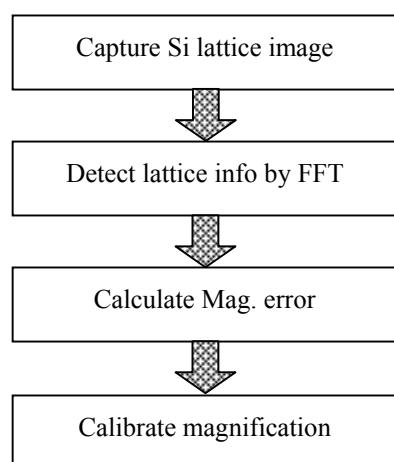 Capture Si lattice image
Detect lattice info by FFT
Calculate Mag. error
Calibrate magnification